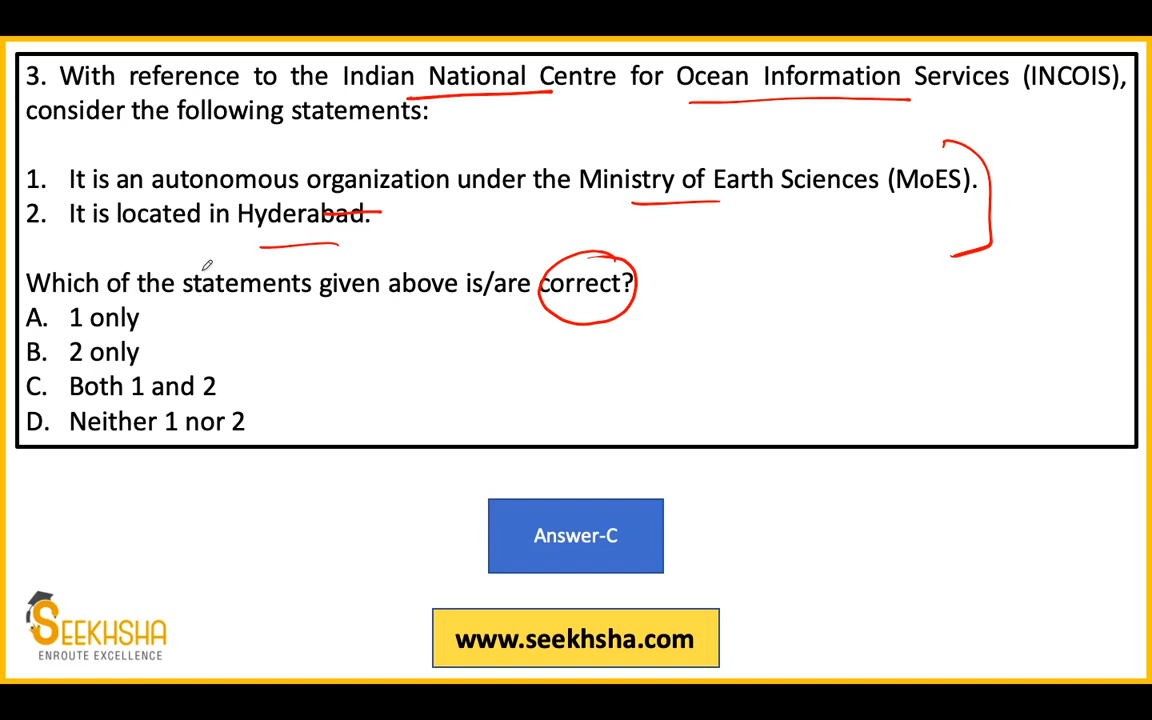 3. With reference to the Indian National Centre for Ocean Information Services (INCOIS),
consider the following statements:
1. It is an autonomous organization under the Ministry of Earth Sciences (MoES).
2. It is located in Hyderabad.
Which of the statements given above is/are correct?
A. 1 only
B. 2 only
C. Both 1 and 2
D. Neither 1 nor 2
Answer-C
SEEKHSHA
ENROUTE EXCELLENCE
www.seekhsha.com